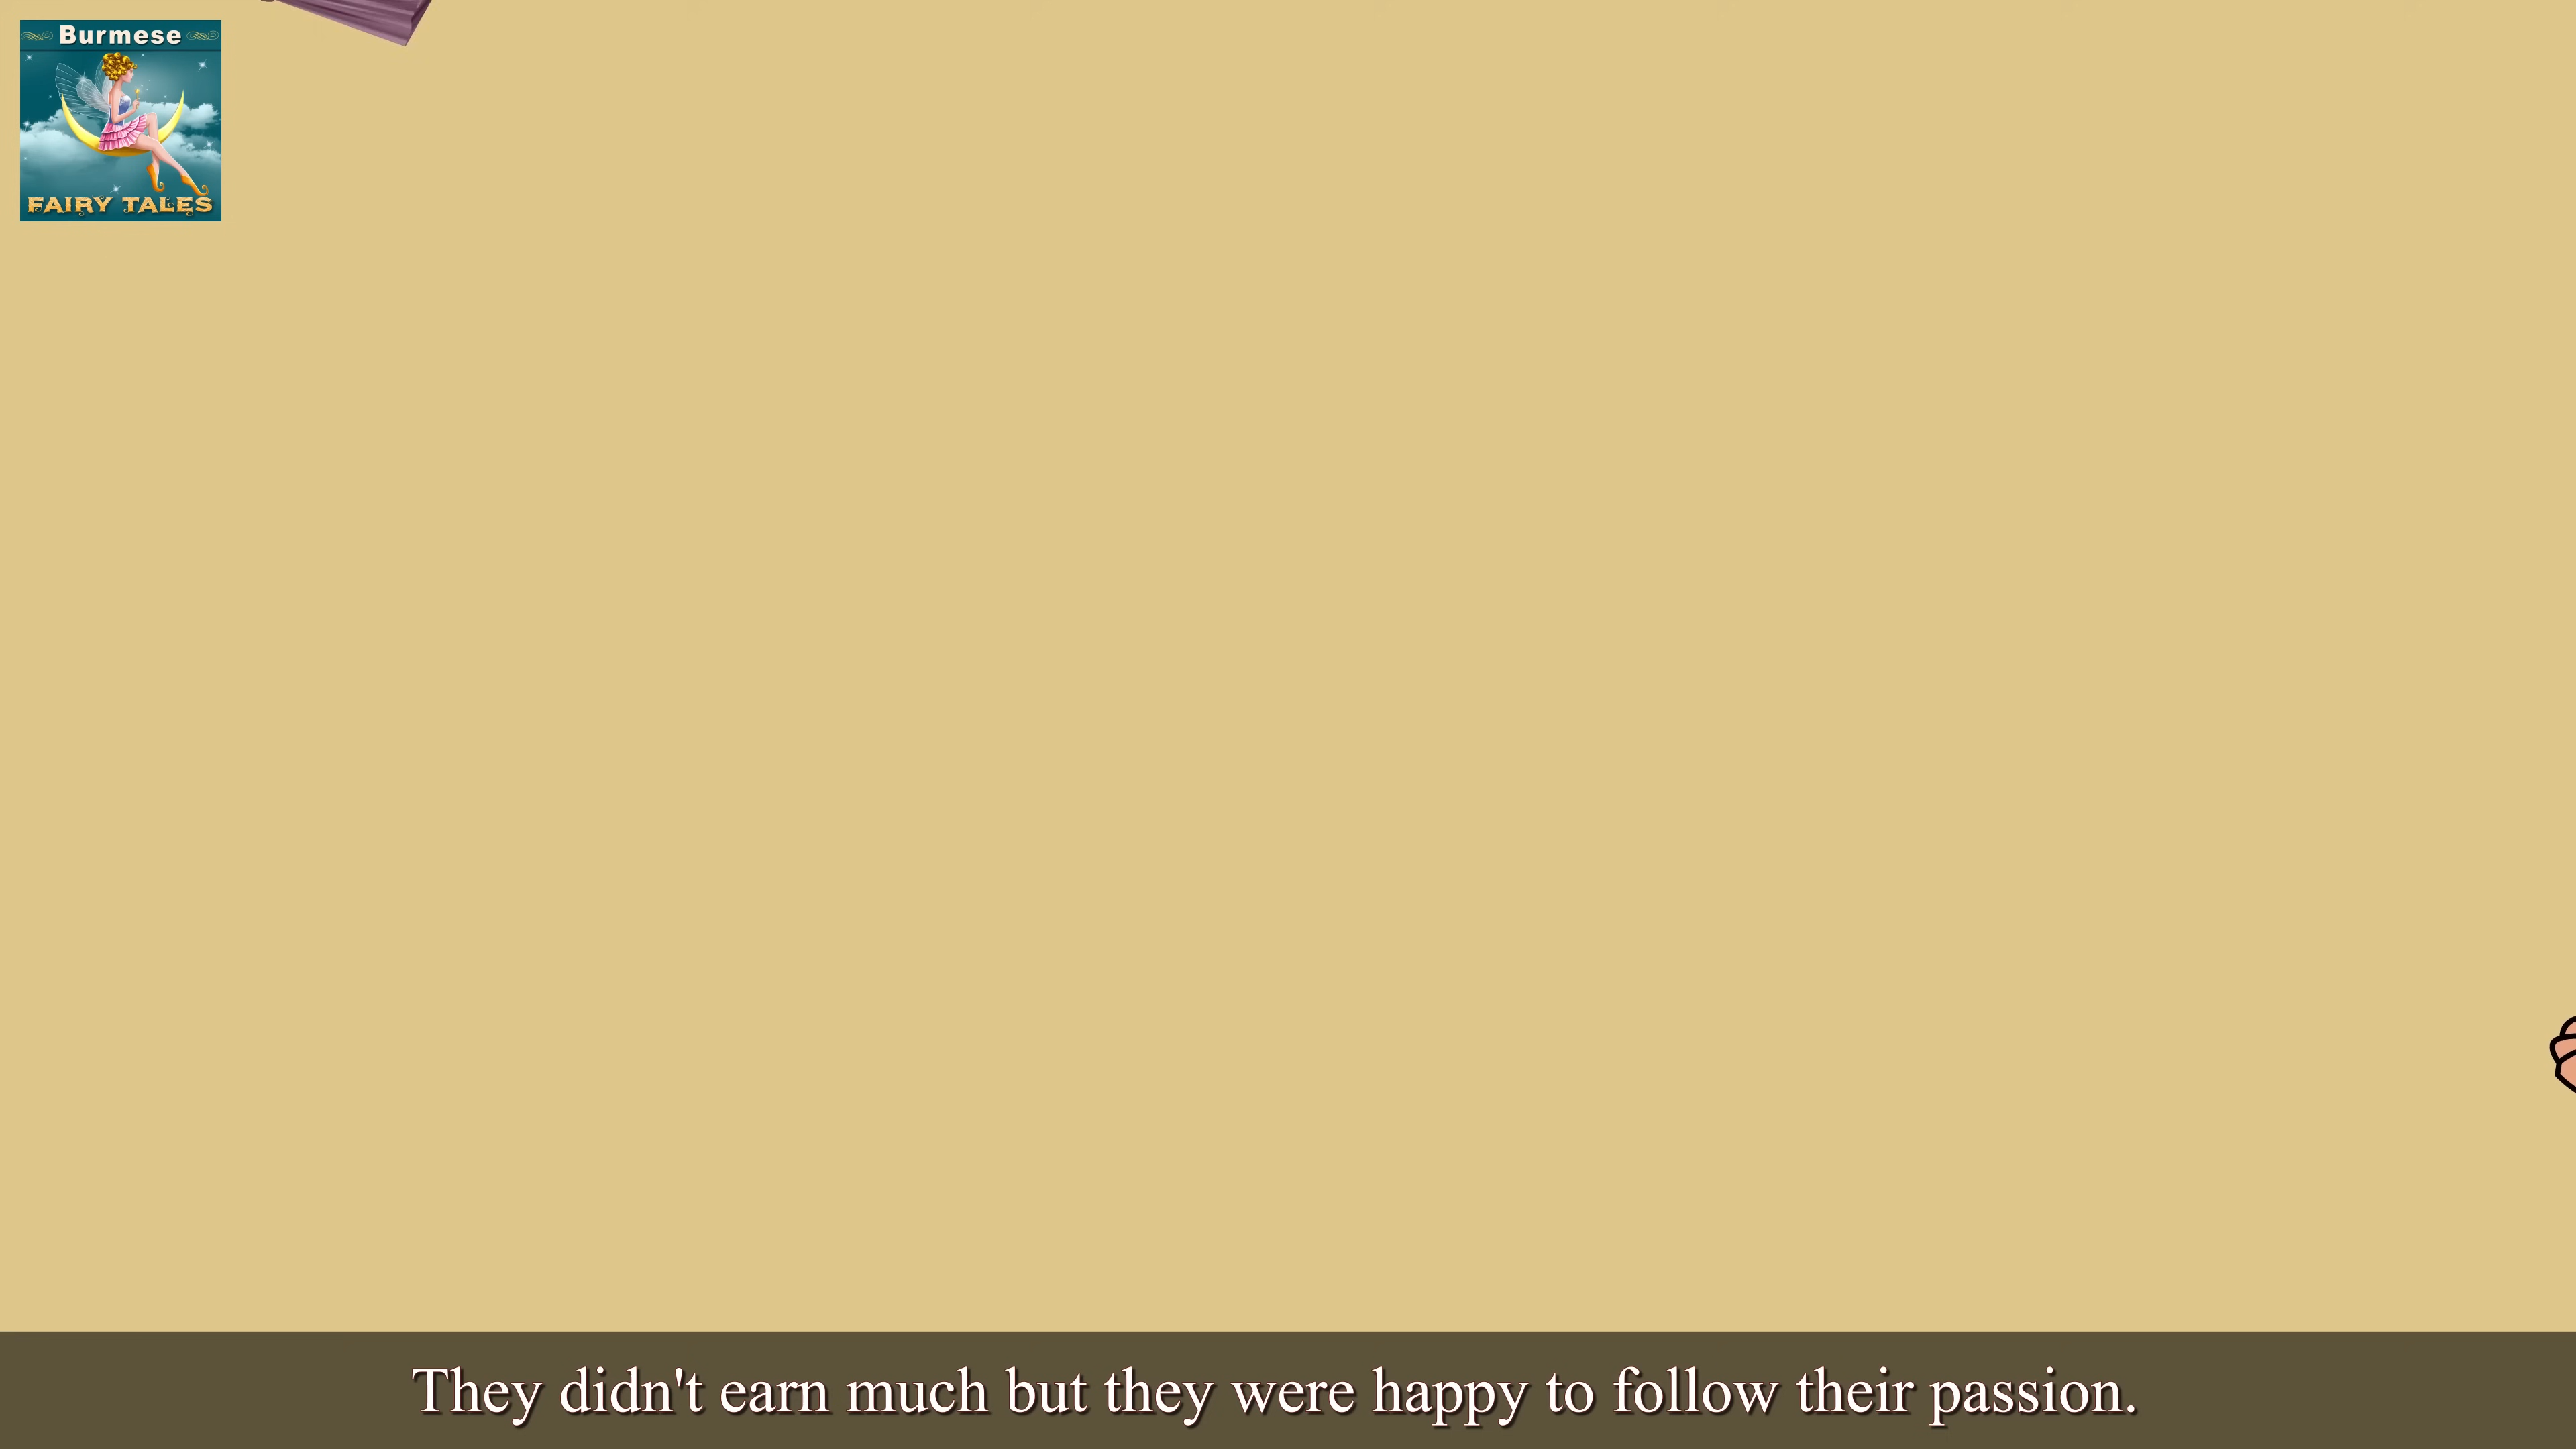 Burmese
FAIRY TALES
They didn't earn much but they were happy to follow their passion.